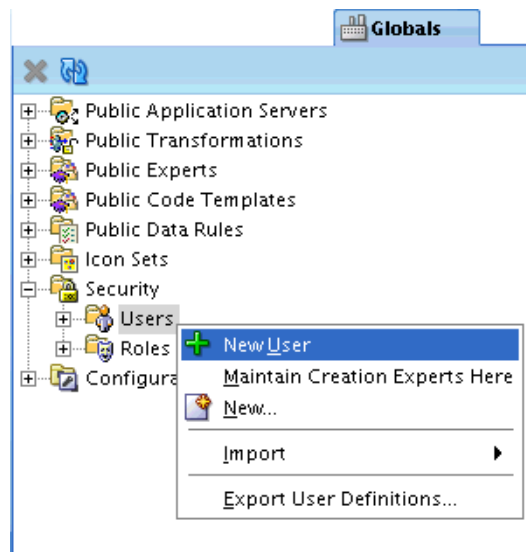 Globals
Public Application Servers
Public Transformations
Public Experts
Public Code Templates
Public Data Rules
Icon Sets
Security
Users
Roles
Configura
New User
Maintain Creation Experts Here
New...
Import
Export User Definitions...